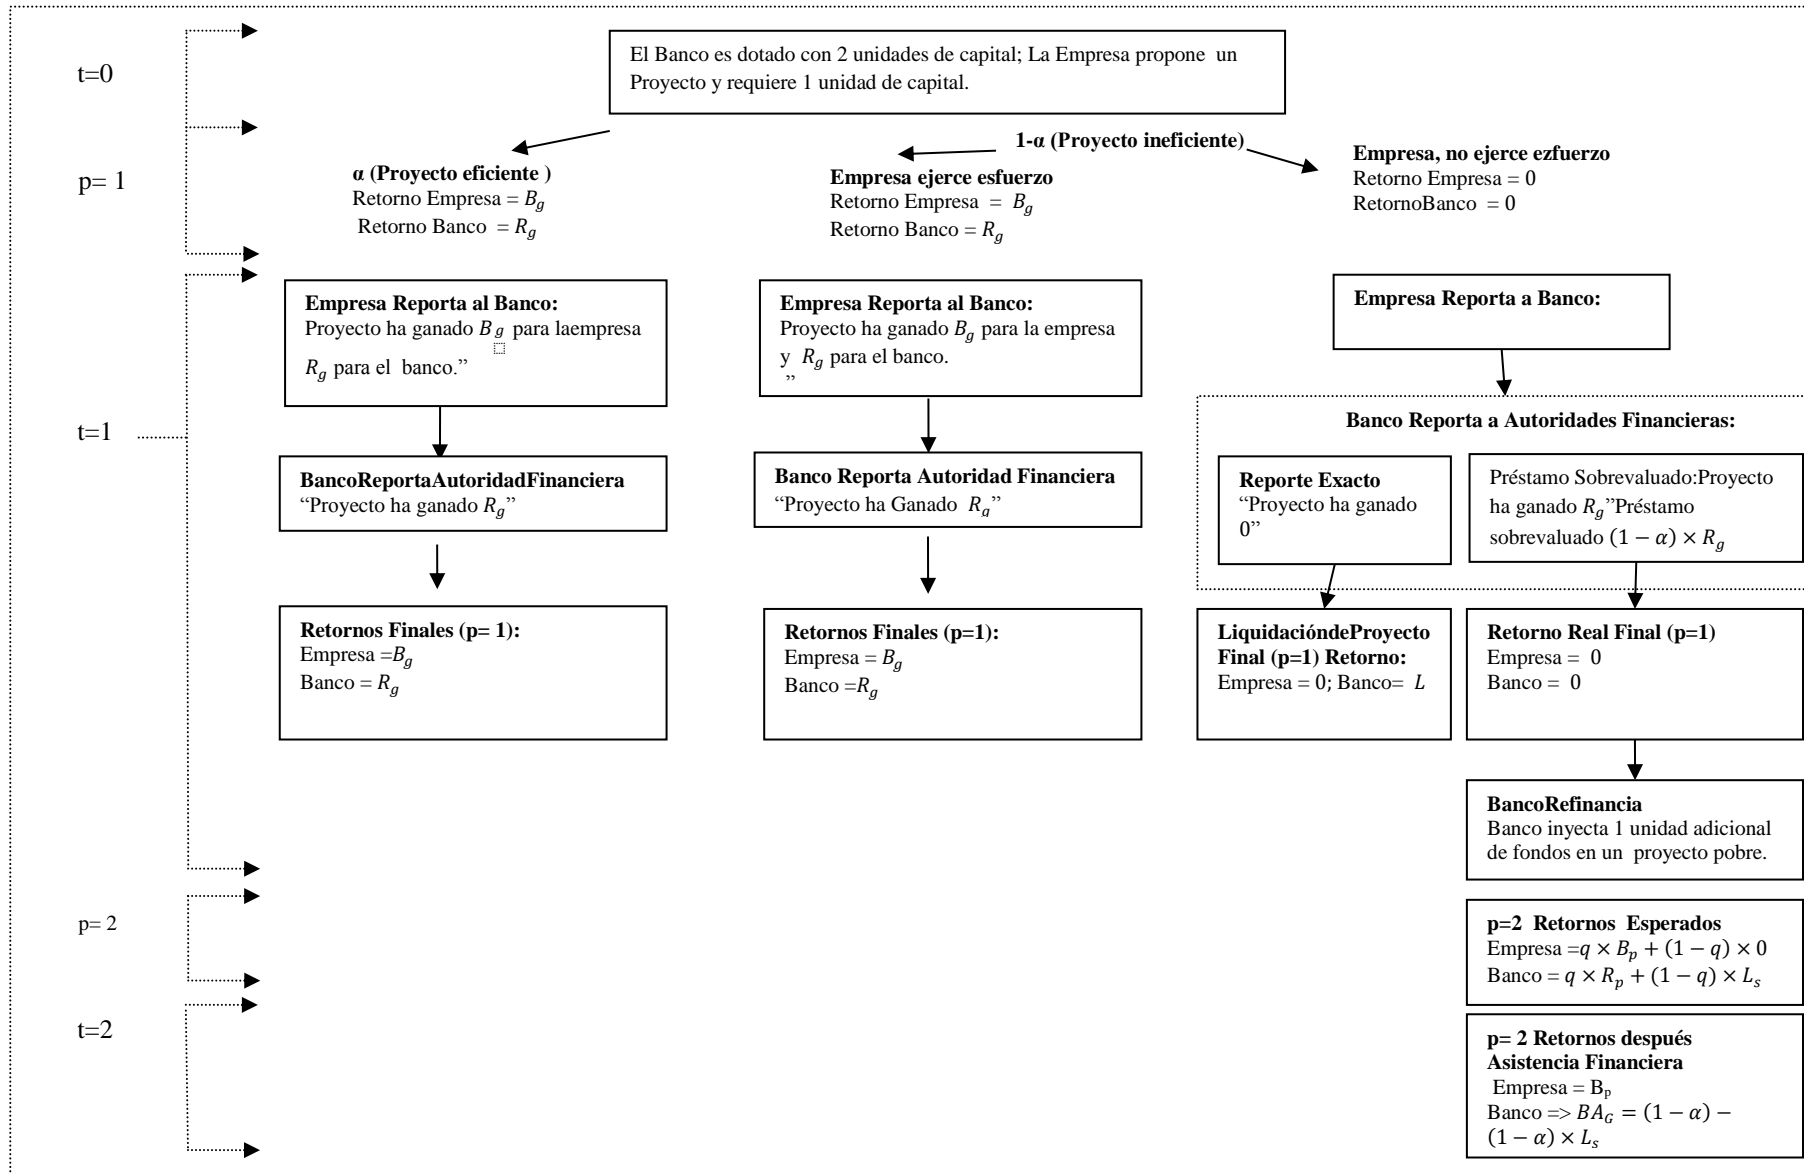 t=0
El Banco es dotado con 2 unidades de capital; La Empresa propone un
Proyecto y requiere 1 unidad de capital.
p= 1
α (Proyecto eficiente )
Retorno Empresa = B_g
Retorno Banco = R_g
1-α (Proyecto ineficiente)
Empresa ejerce esfuerzo
Retorno Empresa = B_g
Retorno Banco = R_g
Empresa, no ejerce ezfuerzo
Retorno Empresa = 0
RetornoBanco = 0
t=1
Empresa Reporta al Banco:
Proyecto ha ganado B_g para laempresa
R_g para el banco.”
Empresa Reporta al Banco:
Proyecto ha ganado B_g para la empresa
y R_g para el banco.
”
Empresa Reporta a Banco:
BancoReportaAutoridadFinanciera
“Proyecto ha ganado R_g”
Banco Reporta Autoridad Financiera
“Proyecto ha Ganado R_g”
Banco Reporta a Autoridades Financieras:
Reporte Exacto
“Proyecto ha ganado
0”
Préstamo Sobrevaluado:Proyecto
ha ganado R_g”Préstamo
sobrevaluado (1 − α) × R_g
Retornos Finales (p= 1):
Empresa =B_g
Banco = R_g
Retornos Finales (p=1):
Empresa = B_g
Banco =R_g
LiquidacióndeProyecto
Final (p=1) Retorno:
Empresa = 0; Banco= L
Retorno Real Final (p=1)
Empresa = 0
Banco = 0
BancoRefinancia
Banco inyecta 1 unidad adicional
de fondos en un proyecto pobre.
p= 2
p=2 Retornos Esperados
Empresa =q × B_p + (1 − q) × 0
Banco = q × R_p + (1 − q) × L_s
t=2
p= 2 Retornos después
Asistencia Financiera
Empresa = B_p
Banco => BA_G = (1 − α) −
(1 − α) × L_s